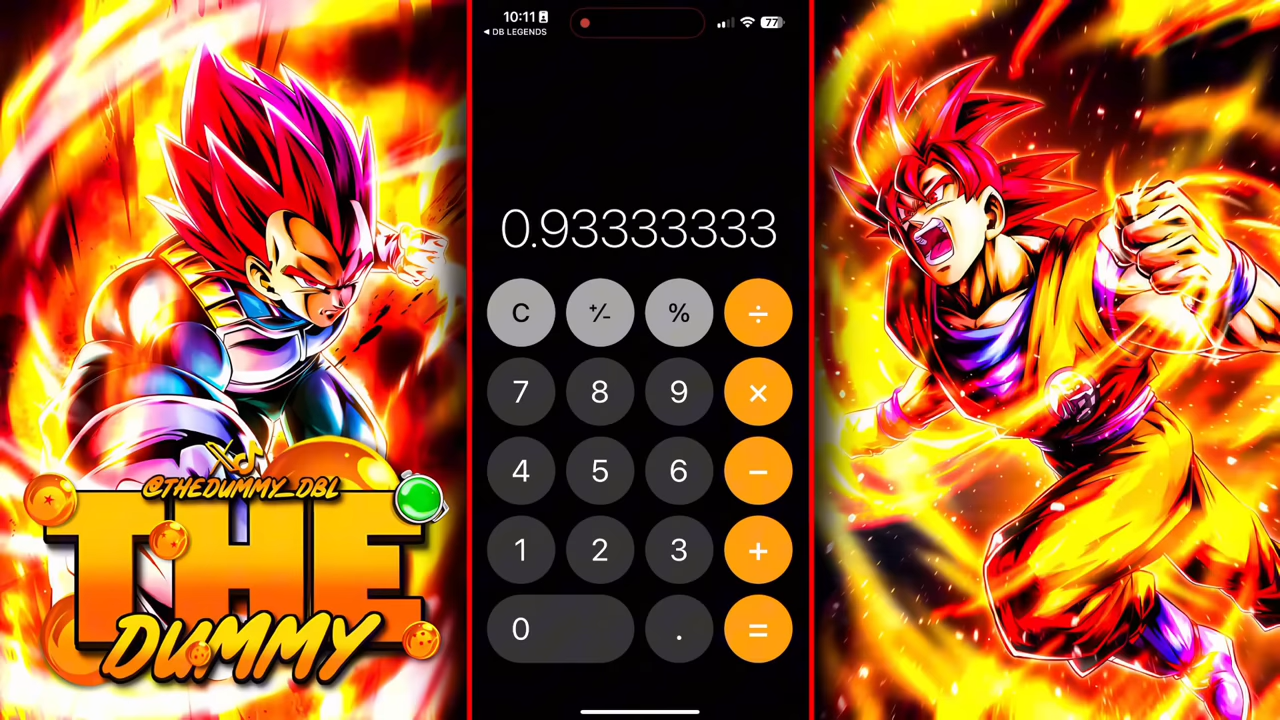 @THEDUMMY_DBL
THE
DUMMY
10:11
77
◀ DB LEGENDS
0.93333333
C ⁺∕₋ % ÷
7 8 9 ×
4 5 6 −
1 2 3 +
0 . =